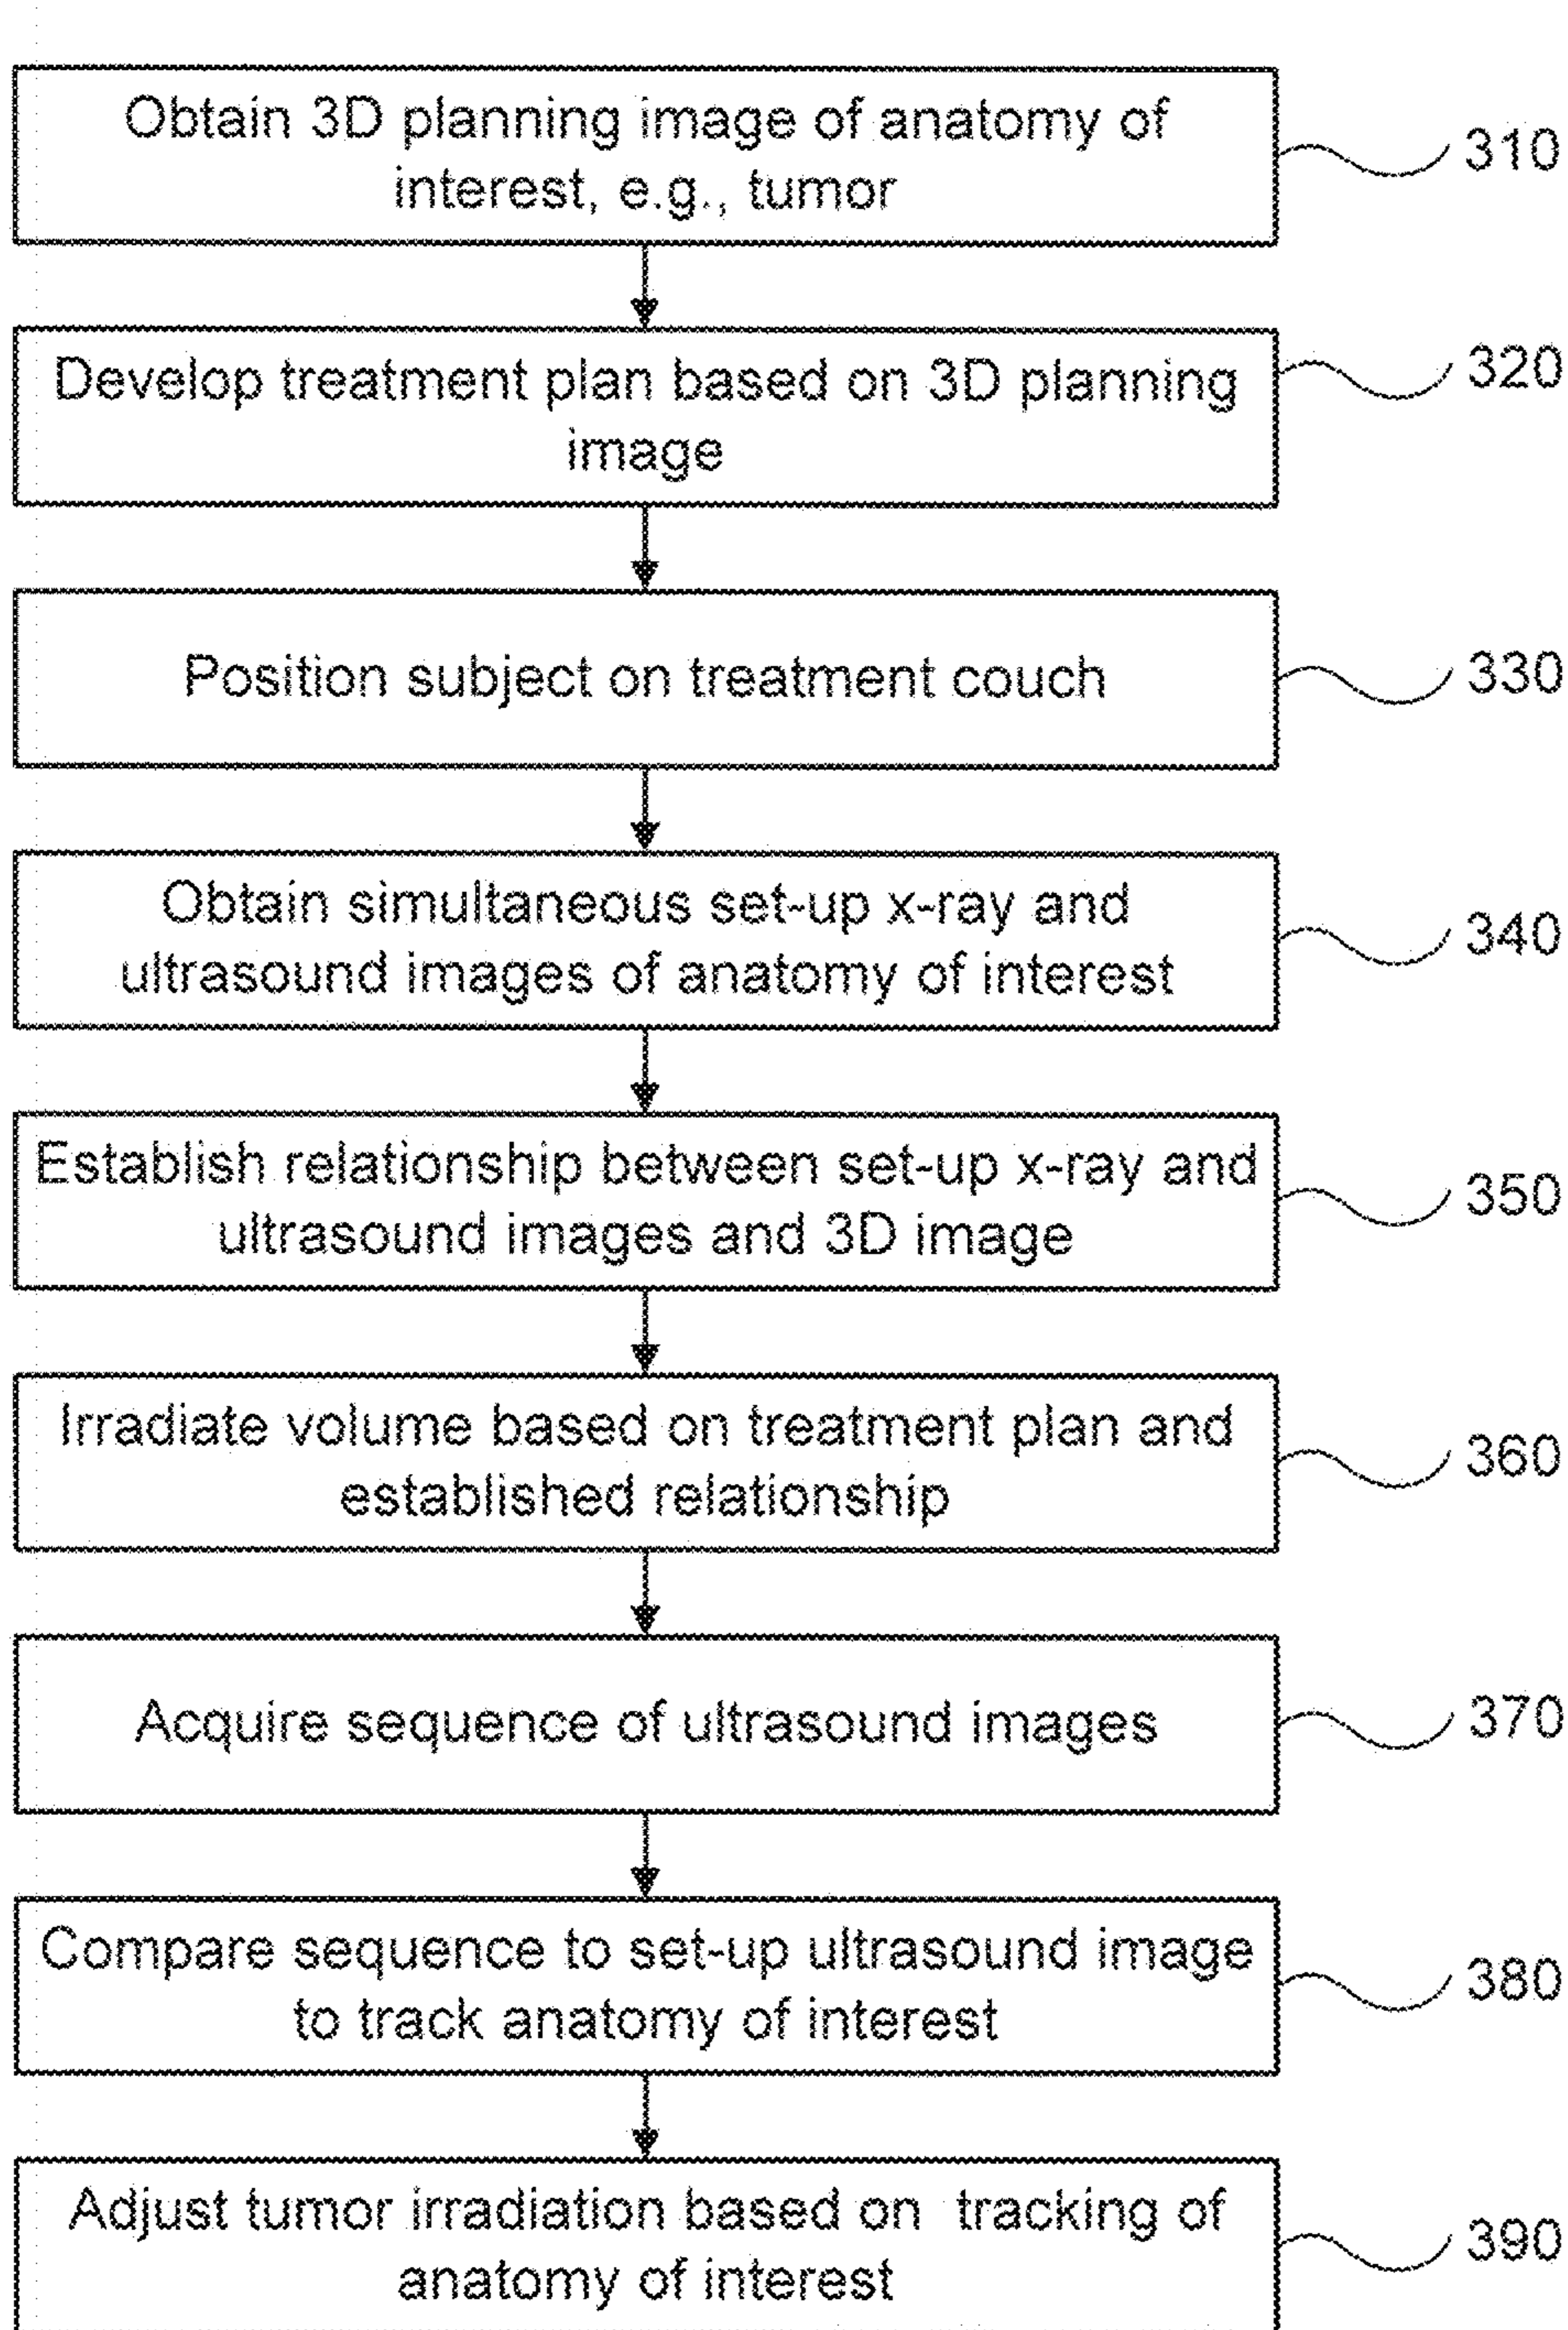 Obtain 3D planning image of anatomy of
interest, e.g., tumor
310
Develop treatment plan based on 3D planning
image
320
Position subject on treatment couch
330
Obtain simultaneous set-up x-ray and
ultrasound images of anatomy of interest
340
Establish relationship between set-up x-ray and
ultrasound images and 3D image
350
Irradiate volume based on treatment plan and
established relationship
360
Acquire sequence of ultrasound images
370
Compare sequence to set-up ultrasound image
to track anatomy of interest
380
Adjust tumor irradiation based on tracking of
anatomy of interest
390